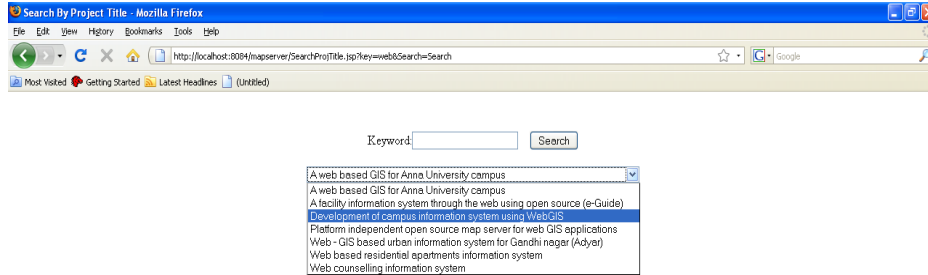 Search By Project Title - Mozilla Firefox
File Edit View History Bookmarks Tools Help
http://localhost:8084/mapserver/SearchProjTitle.jsp?key=web&Search=Search
Google
Most Visited Getting Started Latest Headlines (Untitled)
Keyword: Search
A web based GIS for Anna University campus
A web based GIS for Anna University campus
A facility information system through the web using open source (e-Guide)
Development of campus information system using WebGIS
Platform independent open source map server for web GIS applications
Web - GIS based urban information system for Gandhi nagar (Adyar)
Web based residential apartments information system
Web counselling information system